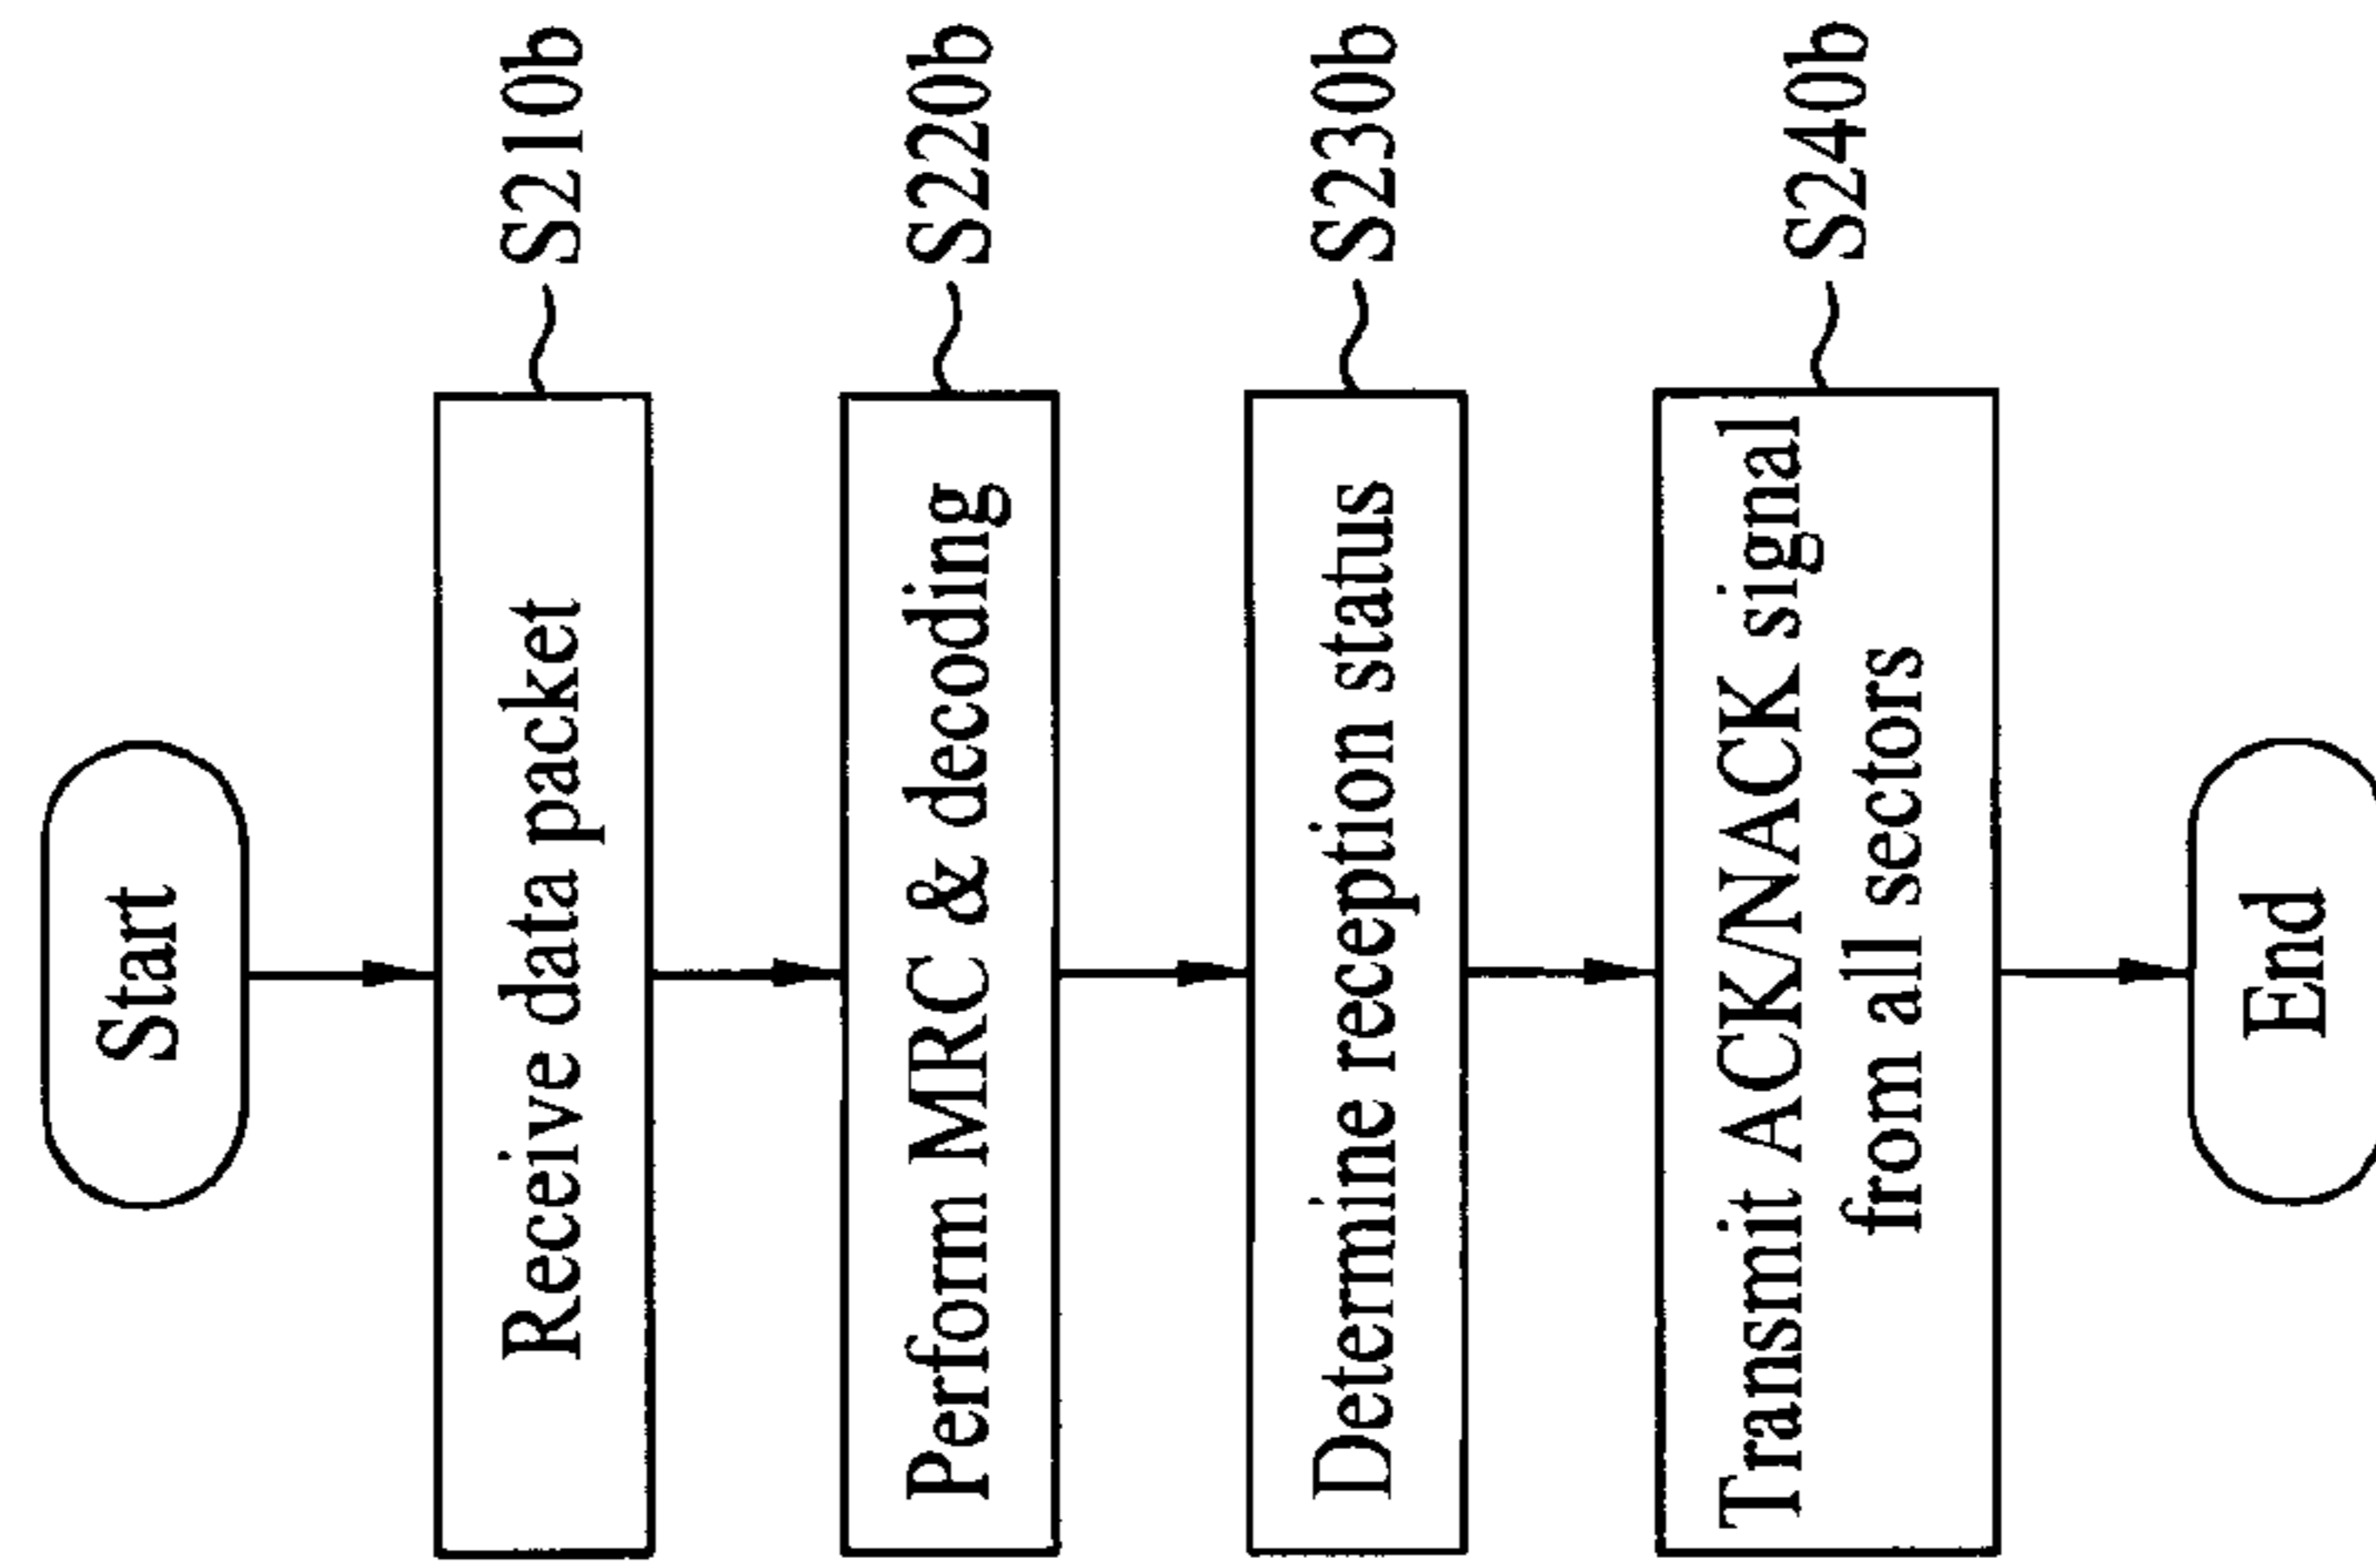 Start
Receive data packet
S210b
Perform MRC & decoding
S220b
Determine reception status
S230b
Transmit ACK/NACK signal
from all sectors
S240b
End